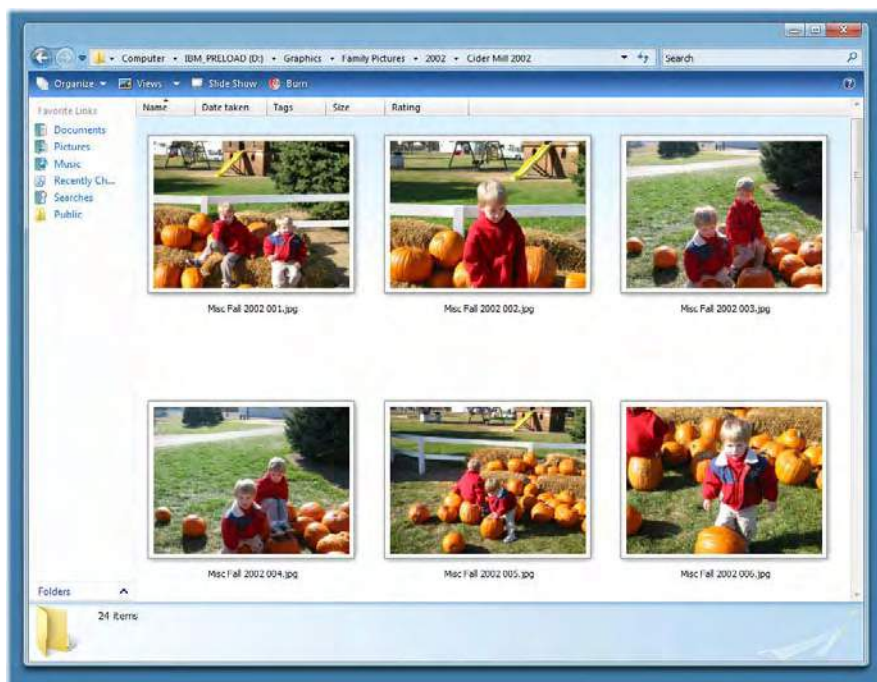 Computer IBM_PRELOAD (D:) Graphics Family Pictures 2002 Cider Mill 2002 Search
Organize Views Slide Show Burn
Favorite Links
Name Date taken Tags Size Rating
Documents
Pictures
Music
Recently Ch...
Searches
Public
Misc Fall 2002 001.jpg Misc Fall 2002 002.jpg Misc Fall 2002 003.jpg
Misc Fall 2002 004.jpg Misc Fall 2002 005.jpg Misc Fall 2002 006.jpg
Folders
24 items